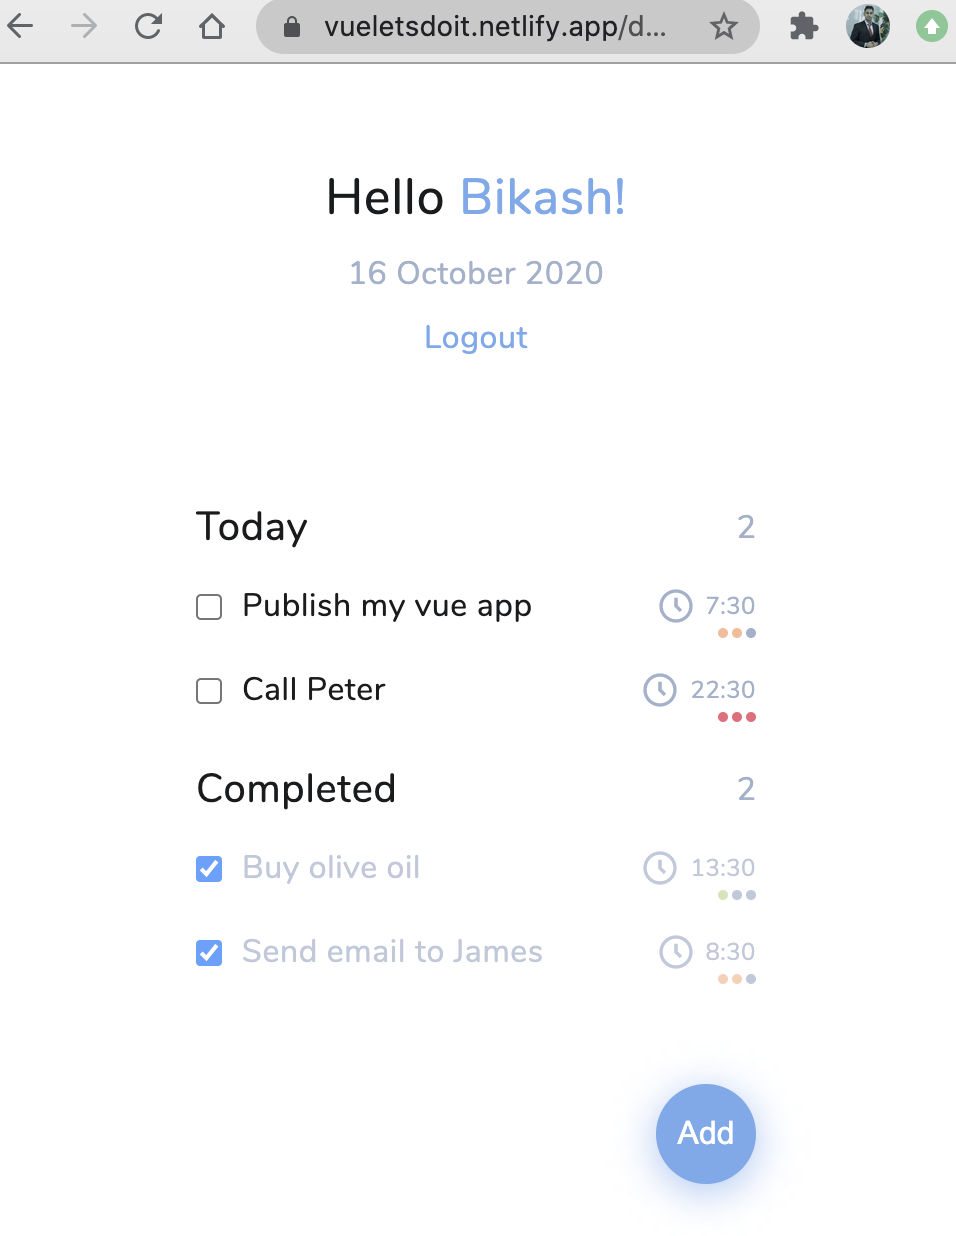 vueletsdoit.netlify.app/d...
Hello Bikash!
16 October 2020
Logout
Today 2
Publish my vue app 7:30
Call Peter 22:30
Completed 2
Buy olive oil 13:30
Send email to James 8:30
Add